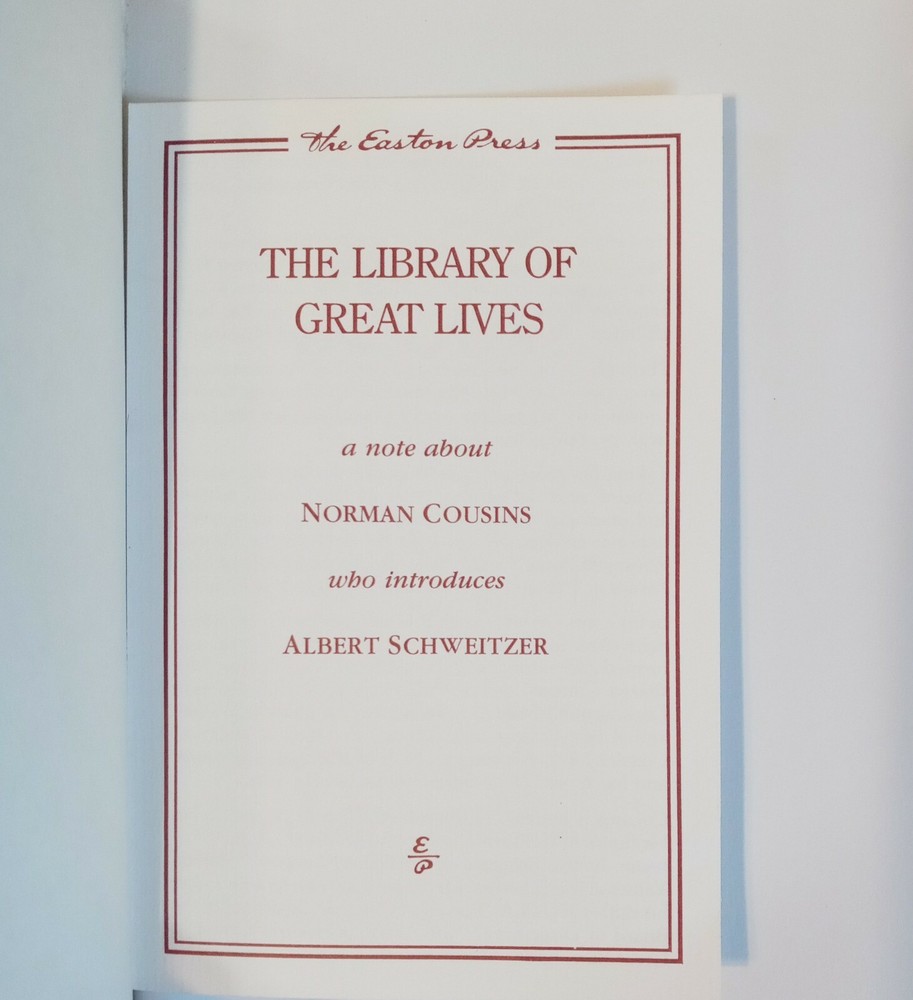 The Easton Press
THE LIBRARY OF
GREAT LIVES
a note about
NORMAN COUSINS
who introduces
ALBERT SCHWEITZER
E
P